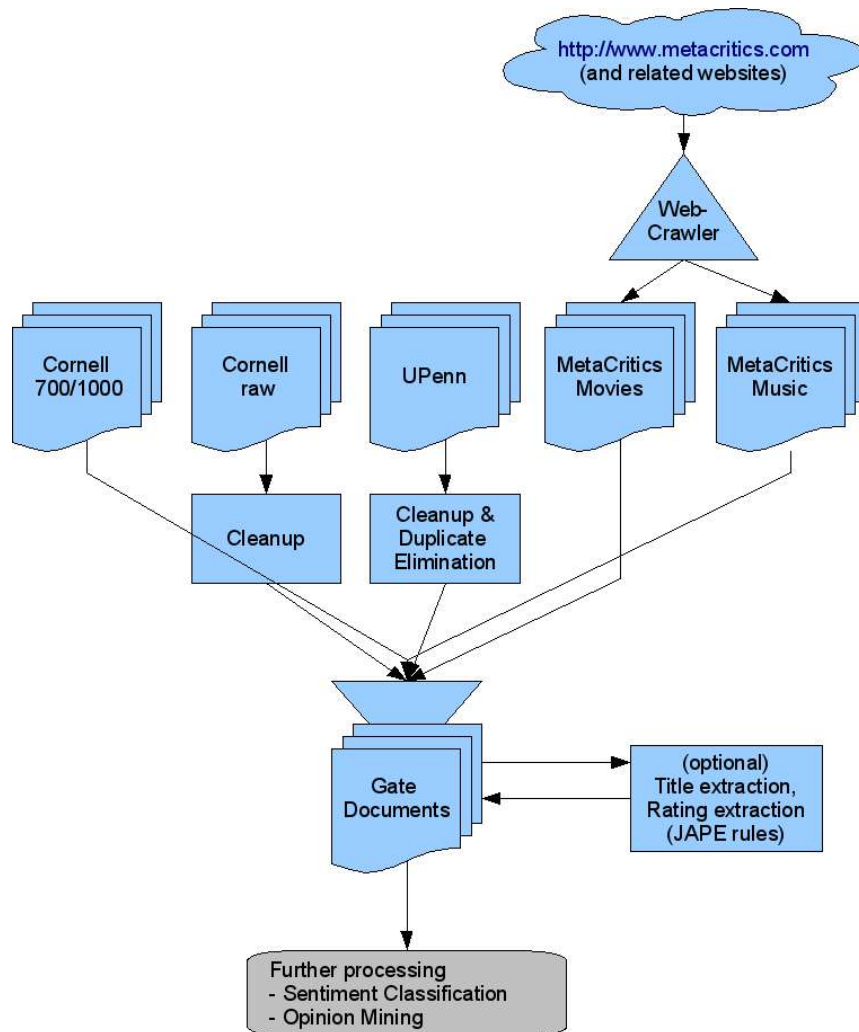 http://www.metacritics.com
(and related websites)
Web-
Crawler
Cornell
700/1000
Cornell
raw
UPenn
MetaCritics
Movies
MetaCritics
Music
Cleanup
Cleanup &
Duplicate
Elimination
Gate
Documents
(optional)
Title extraction,
Rating extraction
(JAPE rules)
Further processing
- Sentiment Classification
- Opinion Mining